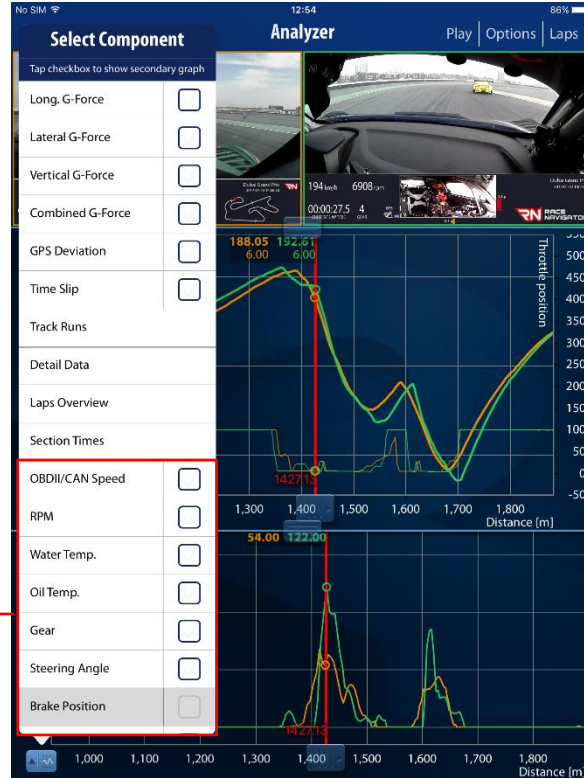 No SIM
12:54
86%
Select Component
Tap checkbox to show secondary graph
Analyzer
Play
Options
Laps
Long. G-Force
Lateral G-Force
Vertical G-Force
Combined G-Force
GPS Deviation
Time Slip
Track Runs
Detail Data
Laps Overview
Section Times
OBDII/CAN Speed
RPM
Water Temp.
Oil Temp.
Gear
Steering Angle
Brake Position
RN
194 kmph 6908 rpm
00:00:27.5 4
RN RACE NAVIGATOR
188.05 192.61
6.00 6.00
Throttle position
500
450
400
350
300
250
200
150
100
50
0
-50
1427.13
1,300 1,400 1,500 1,600 1,700 1,800
Distance [m]
54.00 122.00
1427.13
1,000 1,100 1,200 1,300 1,400 1,500 1,600 1,700 1,800
Distance [m]